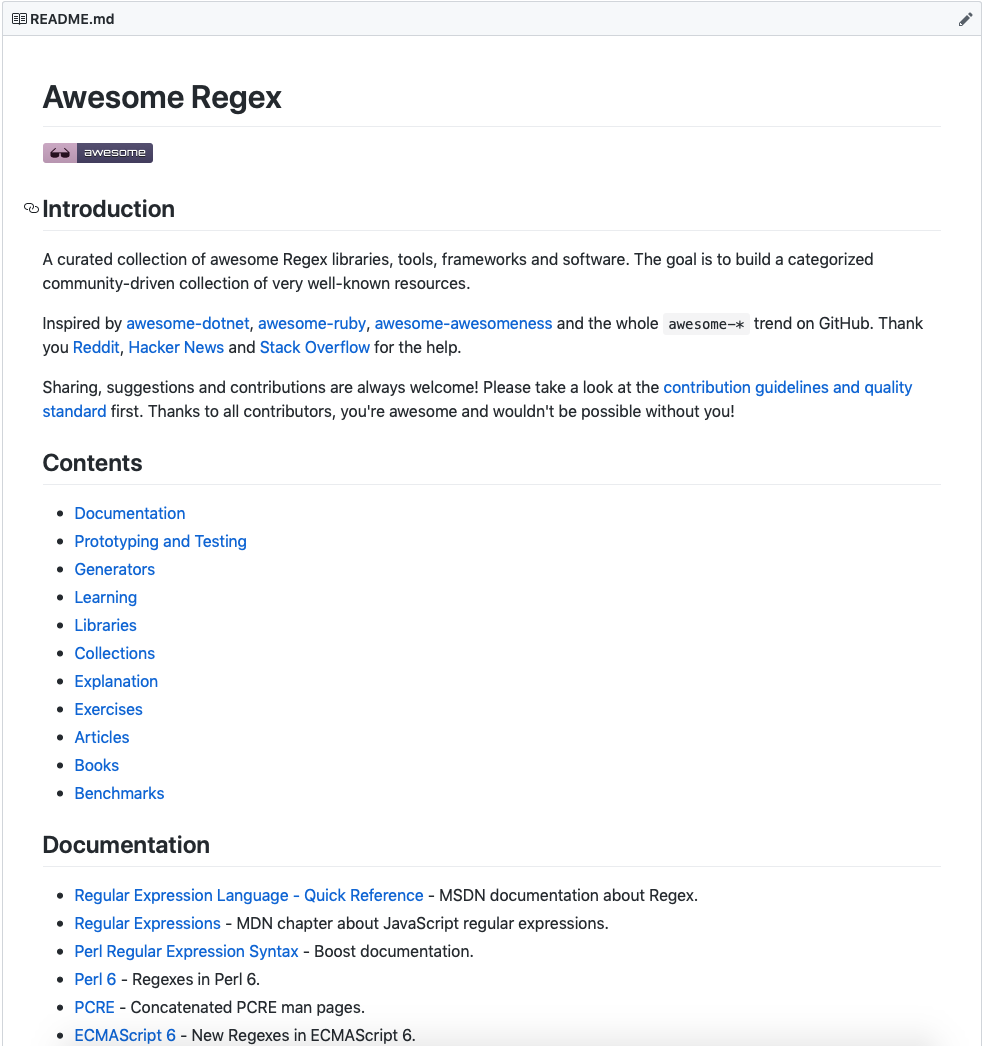 README.md
Awesome Regex
awesome
Introduction
A curated collection of awesome Regex libraries, tools, frameworks and software. The goal is to build a categorized
community-driven collection of very well-known resources.
Inspired by awesome-dotnet, awesome-ruby, awesome-awesomeness and the whole awesome-* trend on GitHub. Thank
you Reddit, Hacker News and Stack Overflow for the help.
Sharing, suggestions and contributions are always welcome! Please take a look at the contribution guidelines and quality
standard first. Thanks to all contributors, you're awesome and wouldn't be possible without you!
Contents
Documentation
Prototyping and Testing
Generators
Learning
Libraries
Collections
Explanation
Exercises
Articles
Books
Benchmarks
Documentation
Regular Expression Language - Quick Reference - MSDN documentation about Regex.
Regular Expressions - MDN chapter about JavaScript regular expressions.
Perl Regular Expression Syntax - Boost documentation.
Perl 6 - Regexes in Perl 6.
PCRE - Concatenated PCRE man pages.
ECMAScript 6 - New Regexes in ECMAScript 6.